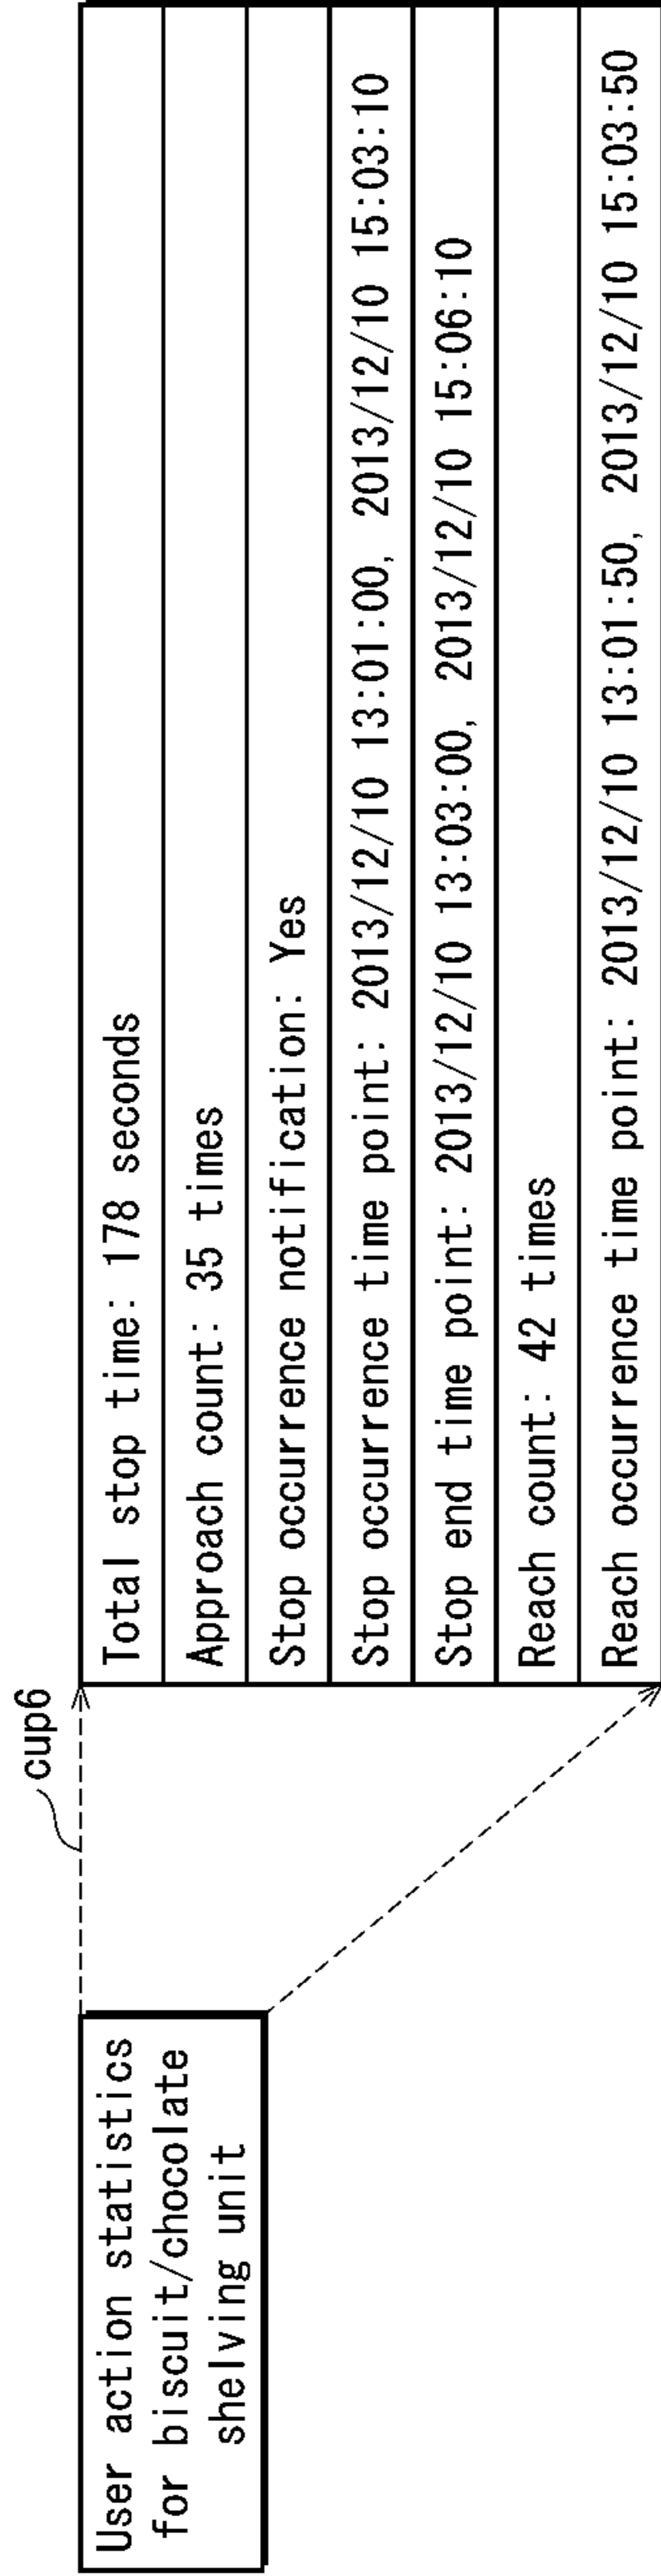 cup6
User action statistics
for biscuit/chocolate
shelving unit
Total stop time: 178 seconds
Approach count: 35 times
Stop occurrence notification: Yes
Stop occurrence time point: 2013/12/10 13:01:00, 2013/12/10 15:03:10
Stop end time point: 2013/12/10 13:03:00, 2013/12/10 15:06:10
Reach count: 42 times
Reach occurrence time point: 2013/12/10 13:01:50, 2013/12/10 15:03:50